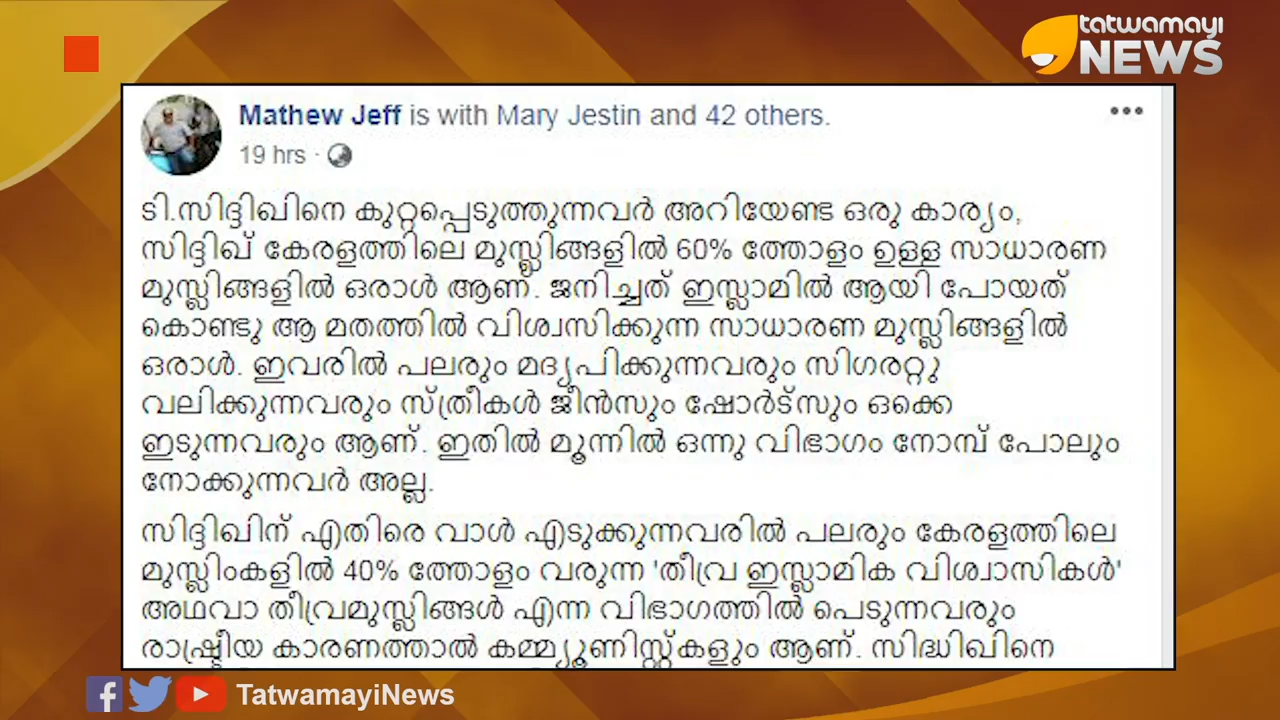 tatwamayi
NEWS
Mathew Jeff is with Mary Jestin and 42 others.
19 hrs ·
ടി.സിദ്ദിഖിനെ കുറ്റപ്പെടുത്തുന്നവർ അറിയേണ്ട ഒരു കാര്യം,
സിദ്ദിഖ് കേരളത്തിലെ മുസ്ലിങ്ങളിൽ 60% ത്തോളം ഉള്ള സാധാരണ
മുസ്ലിങ്ങളിൽ ഒരാൾ ആണ്. ജനിച്ചത് ഇസ്ലാമിൽ ആയി പോയത്
കൊണ്ടു ആ മതത്തിൽ വിശ്വസിക്കുന്ന സാധാരണ മുസ്ലിങ്ങളിൽ
ഒരാൾ. ഇവരിൽ പലരും മദ്യപിക്കുന്നവരും സിഗരറ്റു
വലിക്കുന്നവരും സ്ത്രീകൾ ജീൻസും ഷോർട്സും ഒക്കെ
ഇടുന്നവരും ആണ്. ഇതിൽ മൂന്നിൽ ഒന്നു വിഭാഗം നോമ്പ് പോലും
നോക്കുന്നവർ അല്ല.
സിദ്ദിഖിന് എതിരെ വാൾ എടുക്കുന്നവരിൽ പലരും കേരളത്തിലെ
മുസ്ലിംകളിൽ 40% ത്തോളം വരുന്ന 'തീവ്ര ഇസ്ലാമിക വിശ്വാസികൾ'
അഥവാ തീവ്രമുസ്ലിങ്ങൾ എന്ന വിഭാഗത്തിൽ പെടുന്നവരും
രാഷ്ട്രീയ കാരണത്താൽ കമ്മ്യൂണിസ്റ്റ്കളും ആണ്. സിദ്ധിഖിനെ
TatwamayiNews